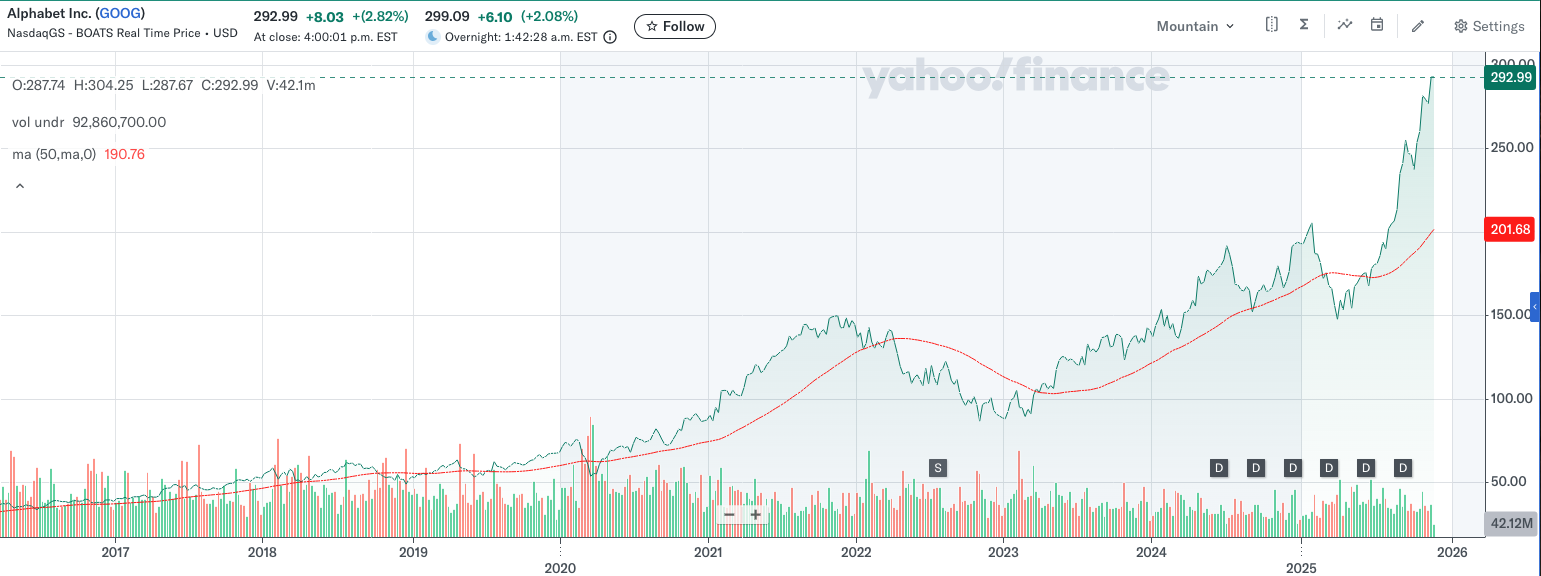 Alphabet Inc. (GOOG)
NasdaqGS - BOATS Real Time Price • USD
292.99 +8.03 +(2.82%)
At close: 4:00:01 p.m. EST
299.09 +6.10 (+2.08%)
Overnight: 1:42:28 a.m. EST
Follow
Mountain
Σ
Settings
yahoo!finance
O:287.74 H:304.25 L:287.67 C:292.99 V:42.1m
vol undr 92,860,700.00
ma (50,ma,0) 190.76
300.00
292.99
250.00
201.68
150.00
100.00
50.00
42.12M
S
D D D D D D
− +
2017 2018 2019 2020 2021 2022 2023 2024 2025 2026